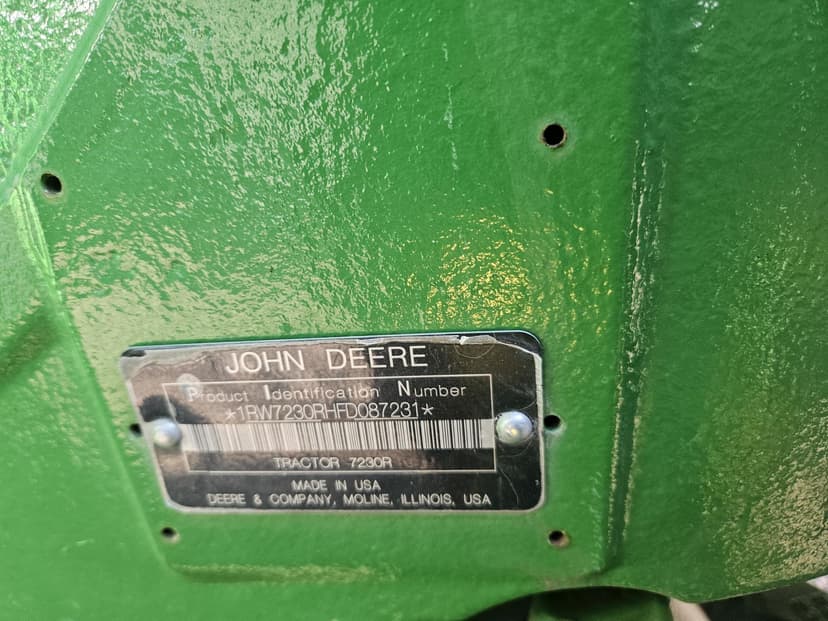 JOHN DEERE
Product Identification Number
*1RW7230RHFD087231*
TRACTOR 7230R
MADE IN USA
DEERE & COMPANY, MOLINE, ILLINOIS, USA